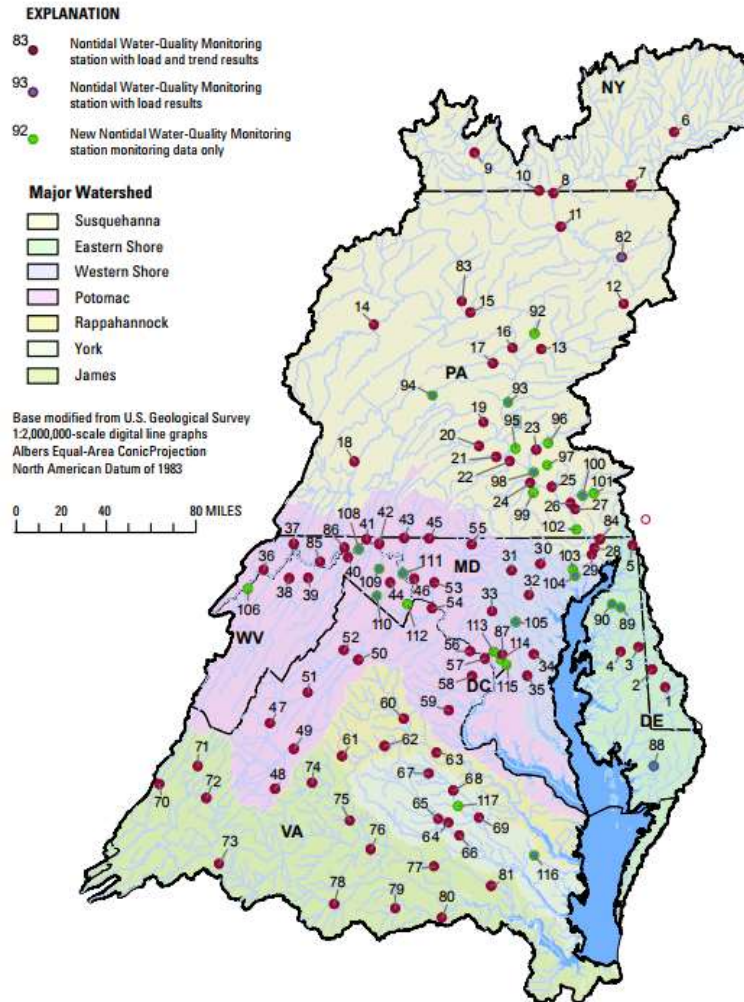 EXPLANATION
83 Nontidal Water-Quality Monitoring
station with load and trend results
93 Nontidal Water-Quality Monitoring
station with load results
92 New Nontidal Water-Quality Monitoring
station monitoring data only
Major Watershed
Susquehanna
Eastern Shore
Western Shore
Potomac
Rappahannock
York
James
Base modified from U.S. Geological Survey
1:2,000,000-scale digital line graphs
Albers Equal-Area ConicProjection
North American Datum of 1983
0 20 40 80 MILES
NY
6
9
10 8 7
11
82
83
12
14 15
92
16 13
17
PA
94 93
19
95 96
20 23
18 21 97
22 98 25 100
24 101
26
99 27
102
108 42 43 45 55 84
37 86 41
36 85 MD 30 103 28 5
40 111 31 29
38 39 109 53 32 104
106 44 46
110 54 33 90 89
112 105
WV 113 87
52 56 114 4 3
50 57 34
DC 2
51 58 115 35 1
59 DE
60
47
49 61 62 88
71 63
67
70 72 48 74 68
117
75 65
VA 64 69
76 66
73 77 116
81
78 79 80